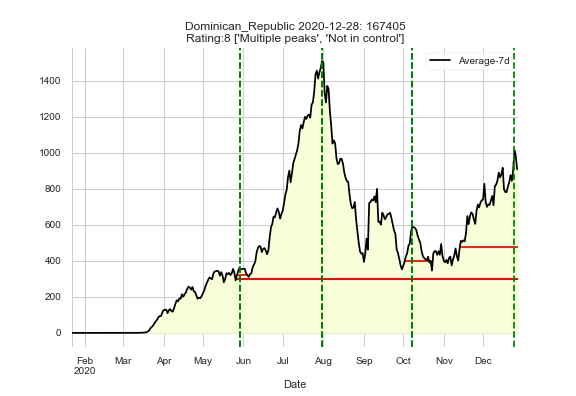 Dominican_Republic 2020-12-28: 167405
Rating:8 ['Multiple peaks', 'Not in control']
Average-7d
1400
1200
1000
800
600
400
200
0
Feb Mar Apr May Jun Jul Aug Sep Oct Nov Dec
2020
Date